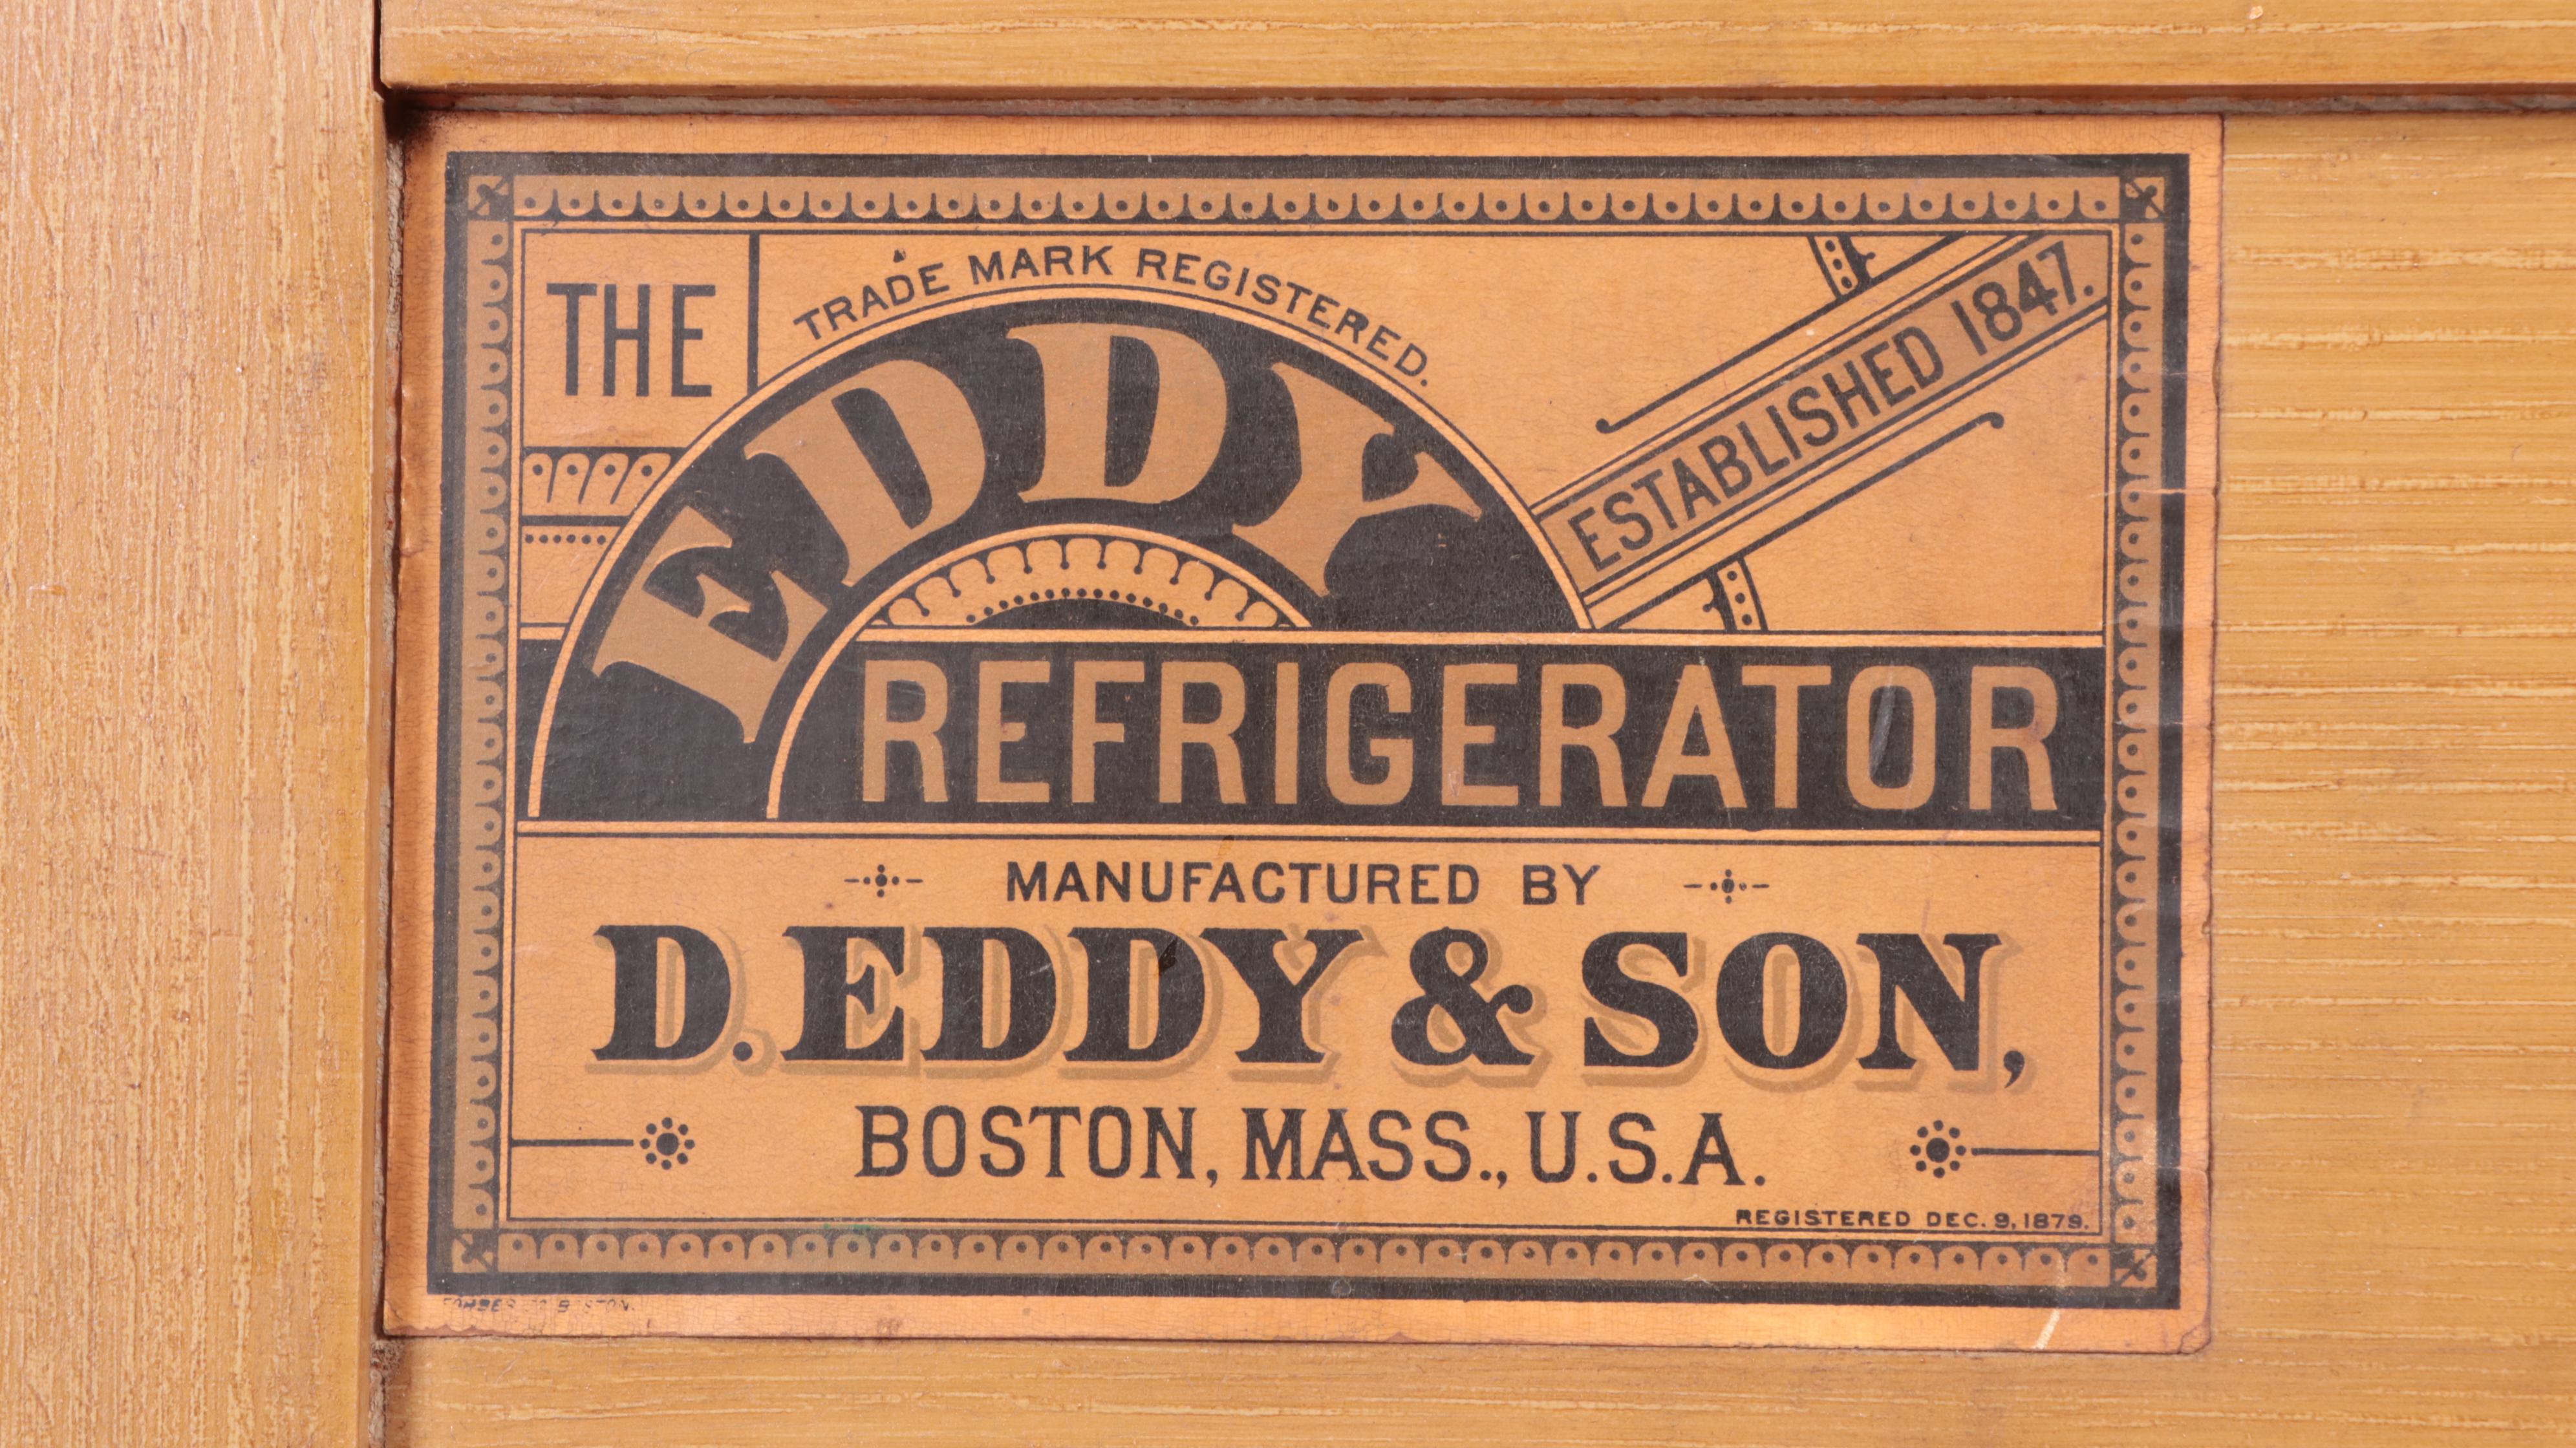 THE
TRADE MARK REGISTERED.
EDDY
ESTABLISHED 1847.
REFRIGERATOR
MANUFACTURED BY
D. EDDY & SON,
BOSTON, MASS., U.S.A.
REGISTERED DEC. 9, 1879.